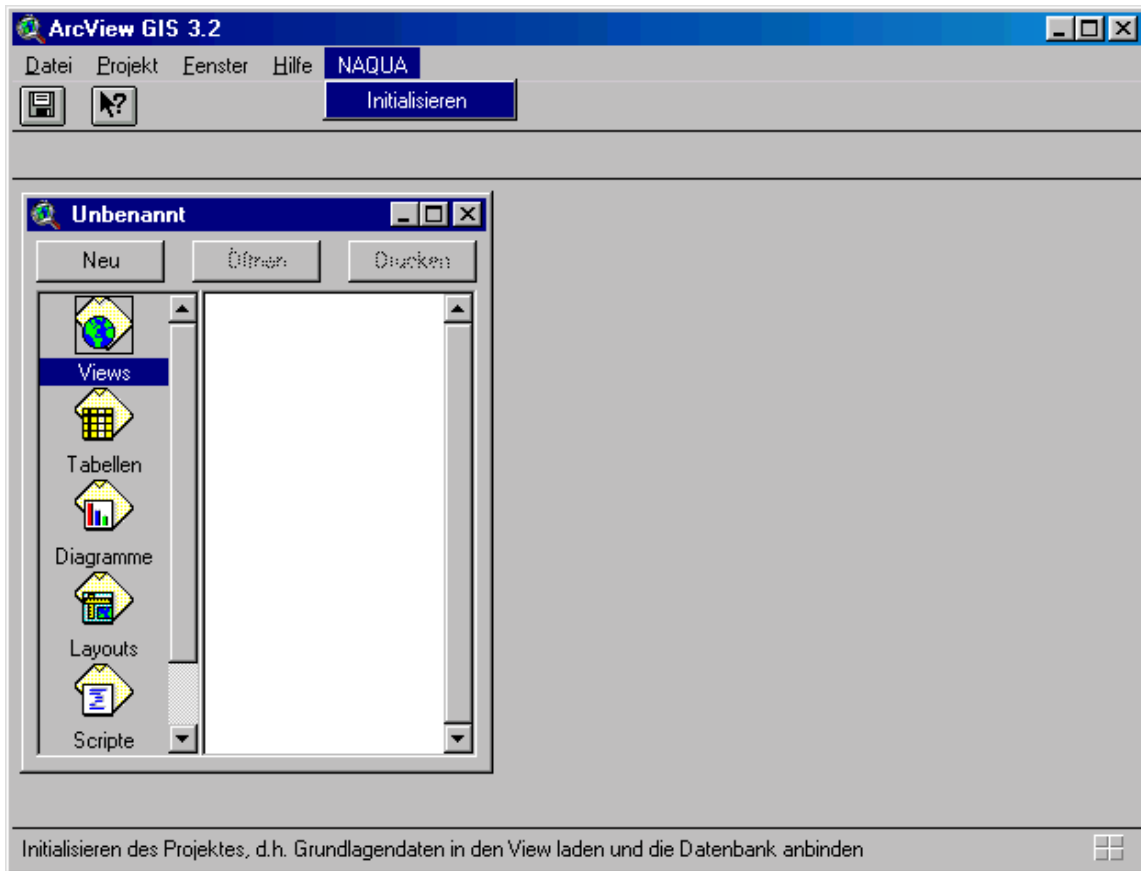 ArcView GIS 3.2
Datei Projekt Fenster Hilfe NAQUA
Initialisieren
Unbenannt
Neu Öffnen Drucken
Views
Tabellen
Diagramme
Layouts
Scripte
Initialisieren des Projektes, d.h. Grundlagendaten in den View laden und die Datenbank anbinden